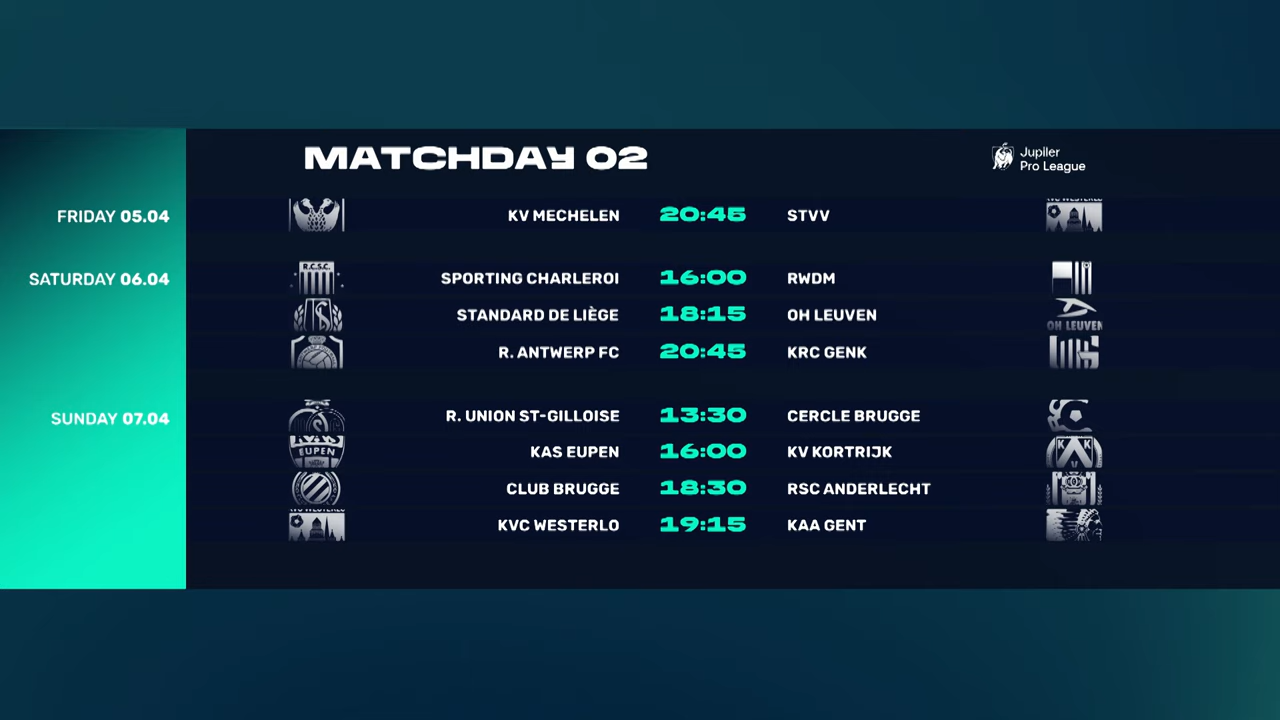 MATCHDAY 02
Jupiler
Pro League
FRIDAY 05.04
KV MECHELEN 20:45 STVV
SATURDAY 06.04
R.C.S.C.
SPORTING CHARLEROI 16:00 RWDM
STANDARD DE LIÈGE 18:15 OH LEUVEN
OH LEUVEN
R. ANTWERP FC 20:45 KRC GENK
SUNDAY 07.04
R. UNION ST-GILLOISE 13:30 CERCLE BRUGGE
EUPEN
KAS EUPEN 16:00 KV KORTRIJK
K K
V
CLUB BRUGGE 18:30 RSC ANDERLECHT
KVC WESTERLO 19:15 KAA GENT